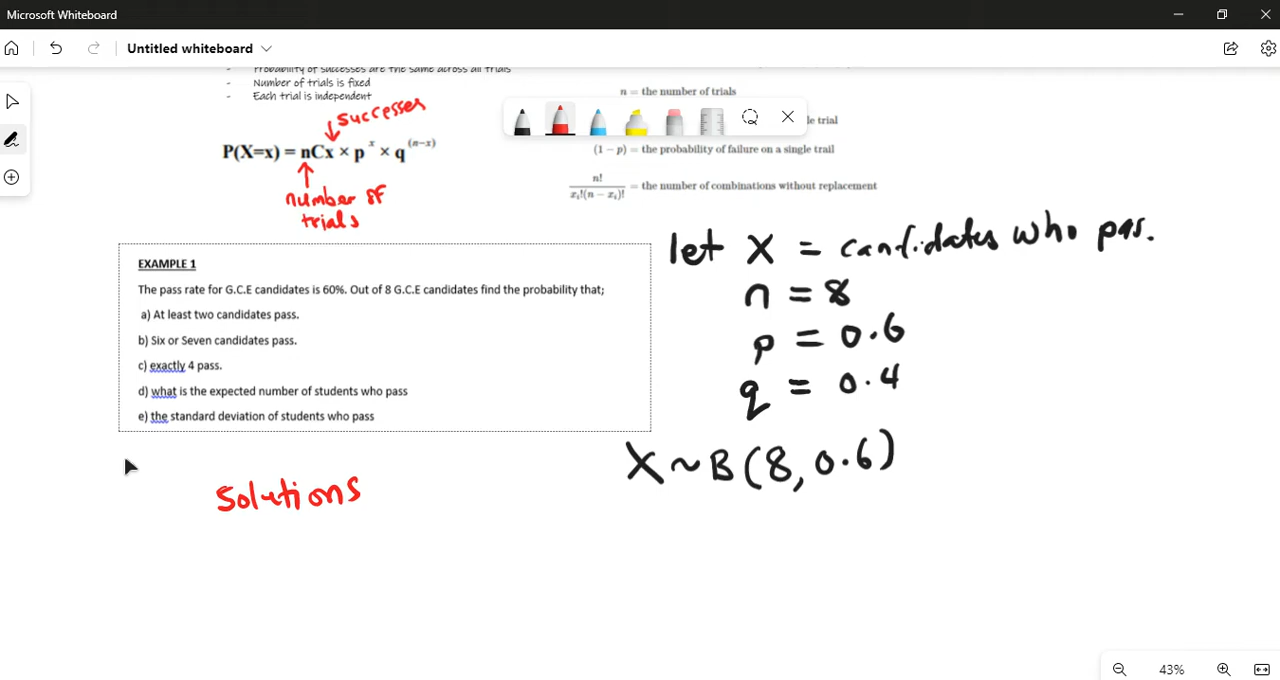 Microsoft Whiteboard
Untitled whiteboard
- Probability of successes are the same across all trials
- Number of trials is fixed
- Each trial is independent
successes
P(X=x) = nCx × p^x × q^(n-x)
number of
trials
n = the number of trials
le trial
(1 − p) = the probability of failure on a single trail
n!/x_i!(n − x_i)! = the number of combinations without replacement
EXAMPLE 1
The pass rate for G.C.E candidates is 60%. Out of 8 G.C.E candidates find the probability that;
a) At least two candidates pass.
b) Six or Seven candidates pass.
c) exactly 4 pass.
d) what is the expected number of students who pass
e) the standard deviation of students who pass
let X = candidates who pas.
n = 8
p = 0.6
q = 0.4
X ~ B(8, 0.6)
Solutions
43%